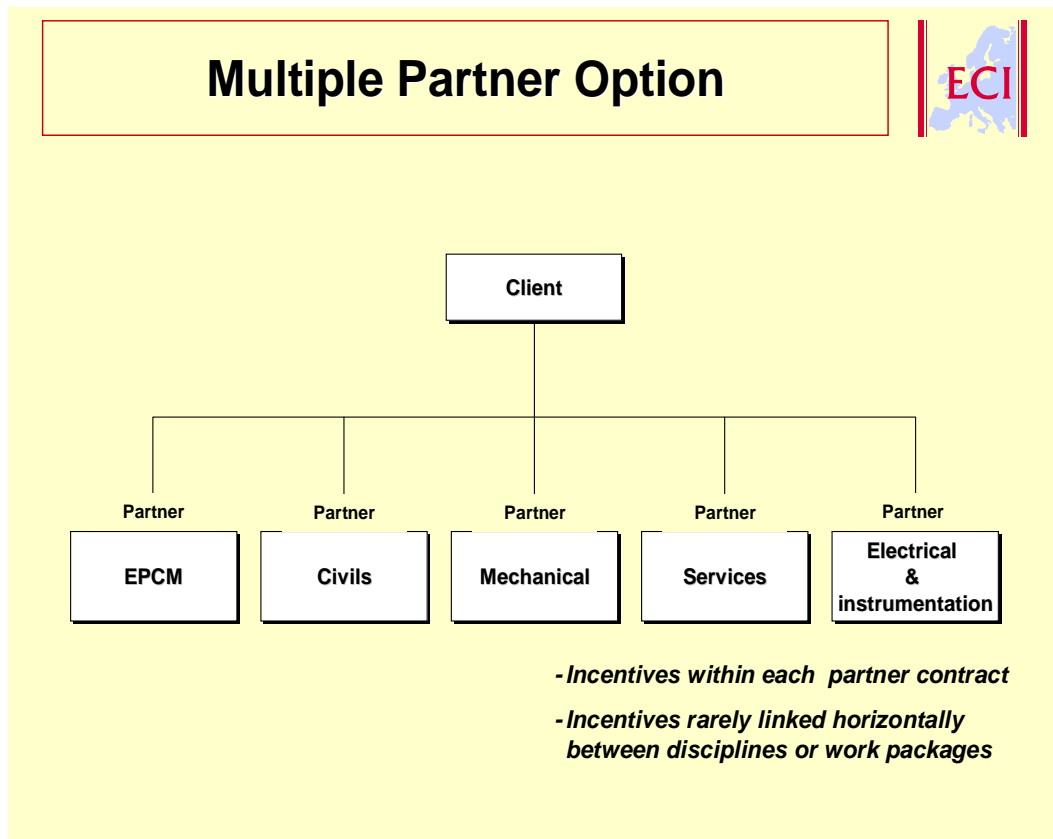 Multiple Partner Option
ECI
Client
Partner
Partner
Partner
Partner
Partner
EPCM
Civils
Mechanical
Services
Electrical
&
instrumentation
- Incentives within each partner contract
- Incentives rarely linked horizontally
between disciplines or work packages